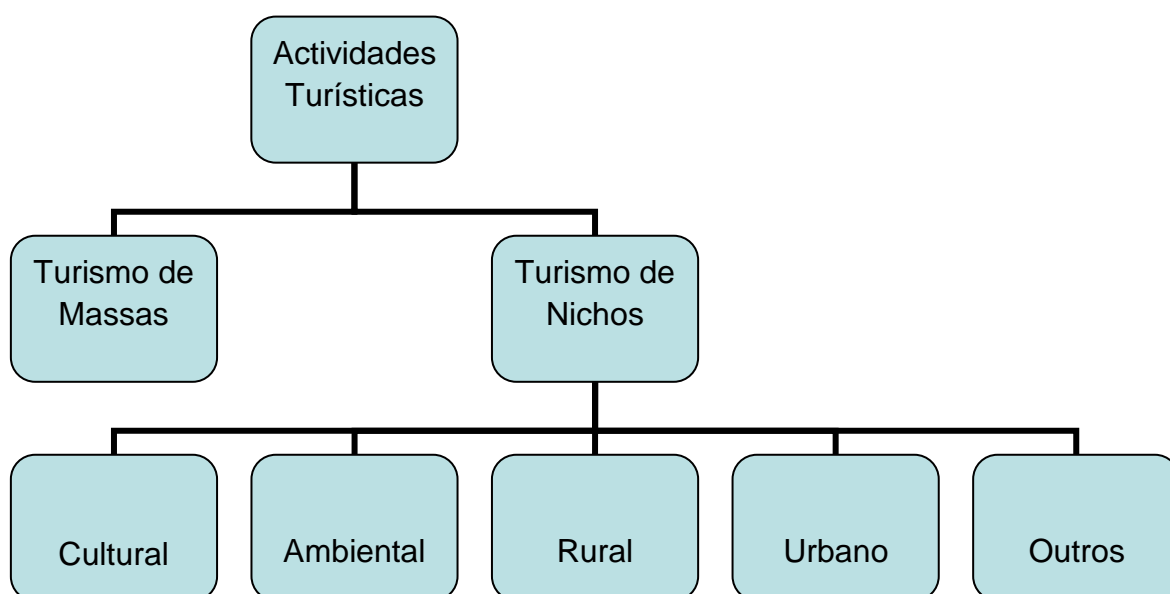 Actividades
Turísticas
Turismo de
Massas
Turismo de
Nichos
Cultural
Ambiental
Rural
Urbano
Outros